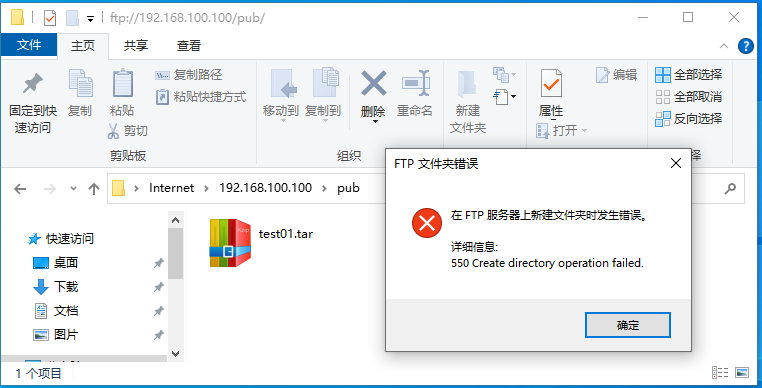 ftp://192.168.100.100/pub/
文件
主页
共享
查看
固定到快
速访问
复制
粘贴
复制路径
粘贴快捷方式
剪切
剪贴板
移动到
复制到
删除
重命名
组织
新建
文件夹
属性
打开
编辑
全部选择
全部取消
反向选择
择
Internet
192.168.100.100
pub
快速访问
桌面
下载
文档
图片
test01.tar
FTP 文件夹错误
在 FTP 服务器上新建文件夹时发生错误。
详细信息:
550 Create directory operation failed.
确定
1 个项目